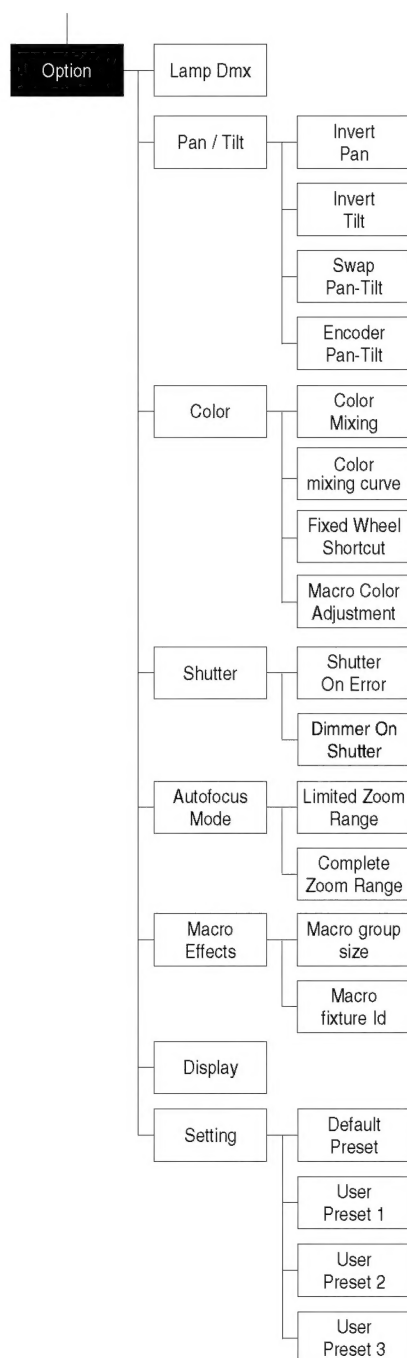 Option
Lamp Dmx
Pan / Tilt
Invert
Pan
Invert
Tilt
Swap
Pan-Tilt
Encoder
Pan-Tilt
Color
Color
Mixing
Color
mixing curve
Fixed Wheel
Shortcut
Macro Color
Adjustment
Shutter
Shutter
On Error
Dimmer On
Shutter
Autofocus
Mode
Limited Zoom
Range
Complete
Zoom Range
Macro
Effects
Macro group
size
Macro
fixture Id
Display
Setting
Default
Preset
User
Preset 1
User
Preset 2
User
Preset 3